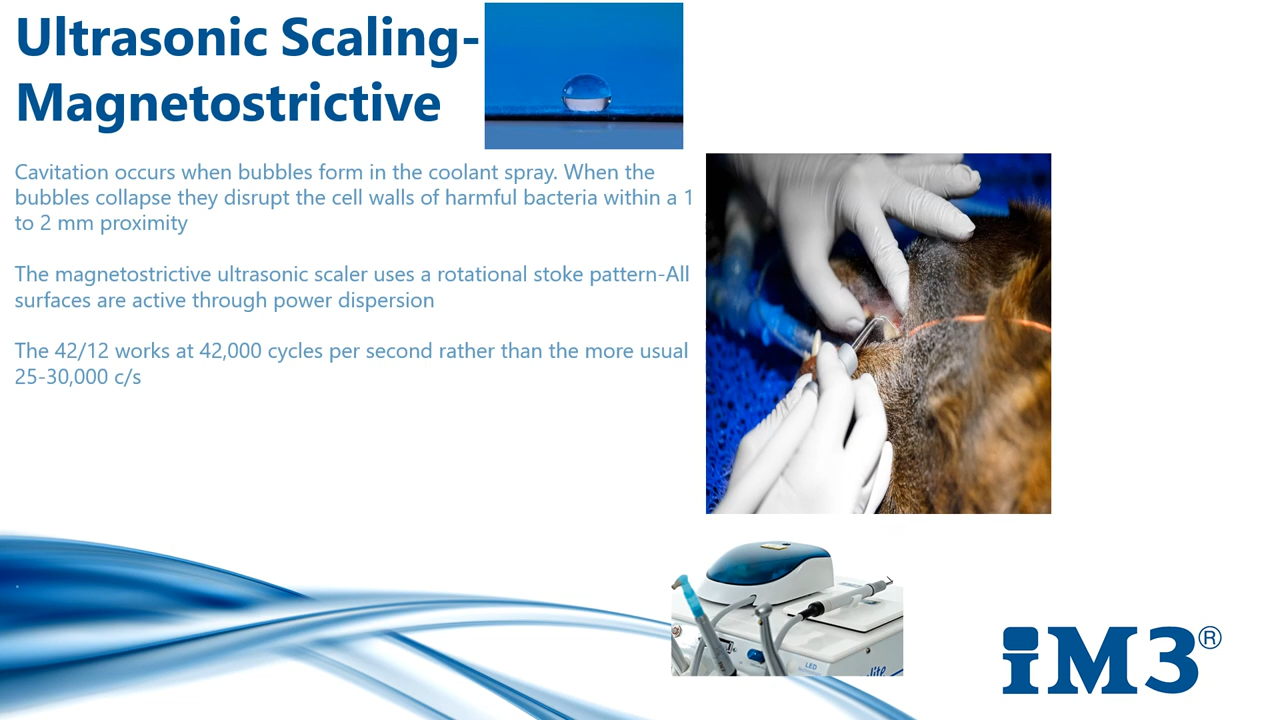 Ultrasonic Scaling-
Magnetostrictive
Cavitation occurs when bubbles form in the coolant spray. When the
bubbles collapse they disrupt the cell walls of harmful bacteria within a 1
to 2 mm proximity
The magnetostrictive ultrasonic scaler uses a rotational stoke pattern-All
surfaces are active through power dispersion
The 42/12 works at 42,000 cycles per second rather than the more usual
25-30,000 c/s
LED
iM3®